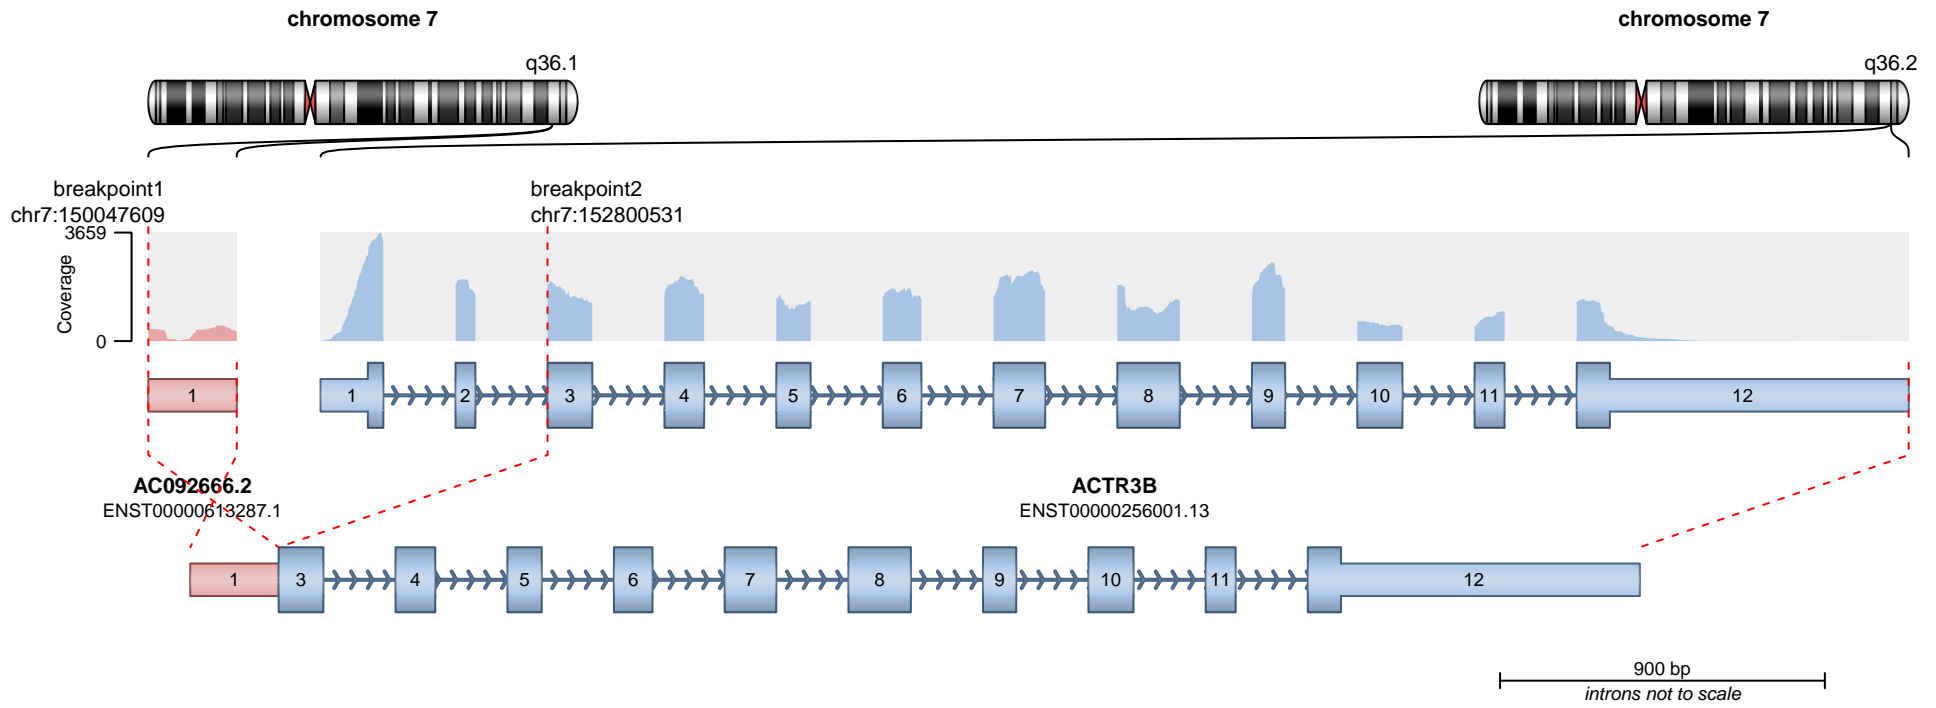 chromosome 7
chromosome 7
q36.1
q36.2
breakpoint1
chr7:150047609
breakpoint2
chr7:152800531
3659
Coverage
0
1
1 2 3 4 5 6 7 8 9 10 11 12
AC092666.2
ENST00000613287.1
ACTR3B
ENST00000256001.13
1 3 4 5 6 7 8 9 10 11 12
900 bp
introns not to scale